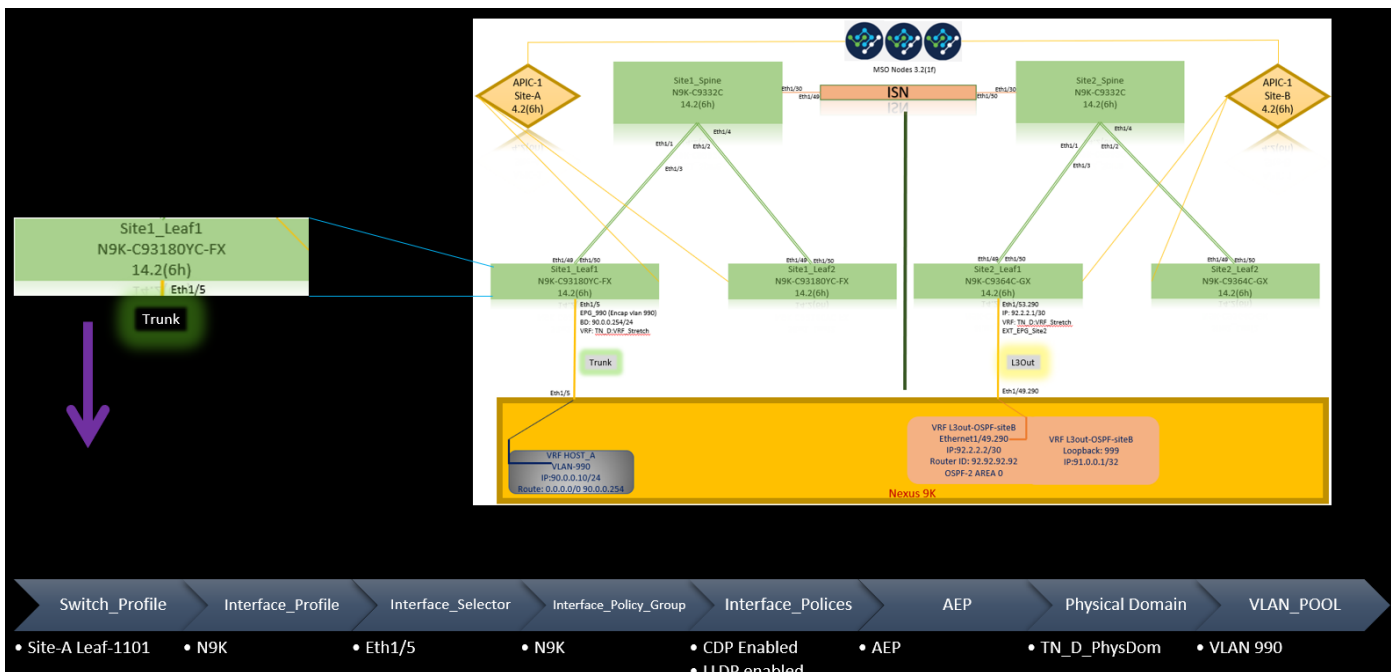 MSO Nodes 3.2(1f)
APIC-1
Site-A
4.2(6h)
Site1_Spine
N9K-C9332C
14.2(6h)
Eth1/30
Eth1/49
ISN
Eth1/30
Eth1/50
Site2_Spine
N9K-C9332C
14.2(6h)
APIC-1
Site-B
4.2(6h)
Eth1/4
Eth1/1
Eth1/2
Eth1/3
Eth1/4
Eth1/1
Eth1/2
Eth1/3
Site1_Leaf1
N9K-C93180YC-FX
14.2(6h)
Eth1/5
Trunk
Eth1/49 Eth1/50
Site1_Leaf1
N9K-C93180YC-FX
14.2(6h)
Eth1/49 Eth1/50
Site1_Leaf2
N9K-C93180YC-FX
14.2(6h)
Eth1/49 Eth1/50
Site2_Leaf1
N9K-C9364C-GX
14.2(6h)
Eth1/49 Eth1/50
Site2_Leaf2
N9K-C9364C-GX
14.2(6h)
Eth1/5
EPG_990 (Encap vlan 990)
BD: 90.0.0.254/24
VRF: TN_D:VRF_Stretch
Trunk
Eth1/5
Eth1/53.290
IP: 92.2.2.1/30
VRF: TN_D:VRF_Stretch
EXT_EPG_Site2
L3Out
Eth1/49.290
VRF HOST_A
VLAN-990
IP:90.0.0.10/24
Route: 0.0.0.0/0 90.0.0.254
VRF L3out-OSPF-siteB
Ethernet1/49.290
IP:92.2.2.2/30
Router ID: 92.92.92.92
OSPF-2 AREA 0
VRF L3out-OSPF-siteB
Loopback: 999
IP:91.0.0.1/32
Nexus 9K
Switch_Profile
Interface_Profile
Interface_Selector
Interface_Policy_Group
Interface_Polices
AEP
Physical Domain
VLAN_POOL
• Site-A Leaf-1101
• N9K
• Eth1/5
• N9K
• CDP Enabled
• LLDP enabled
• AEP
• TN_D_PhysDom
• VLAN 990